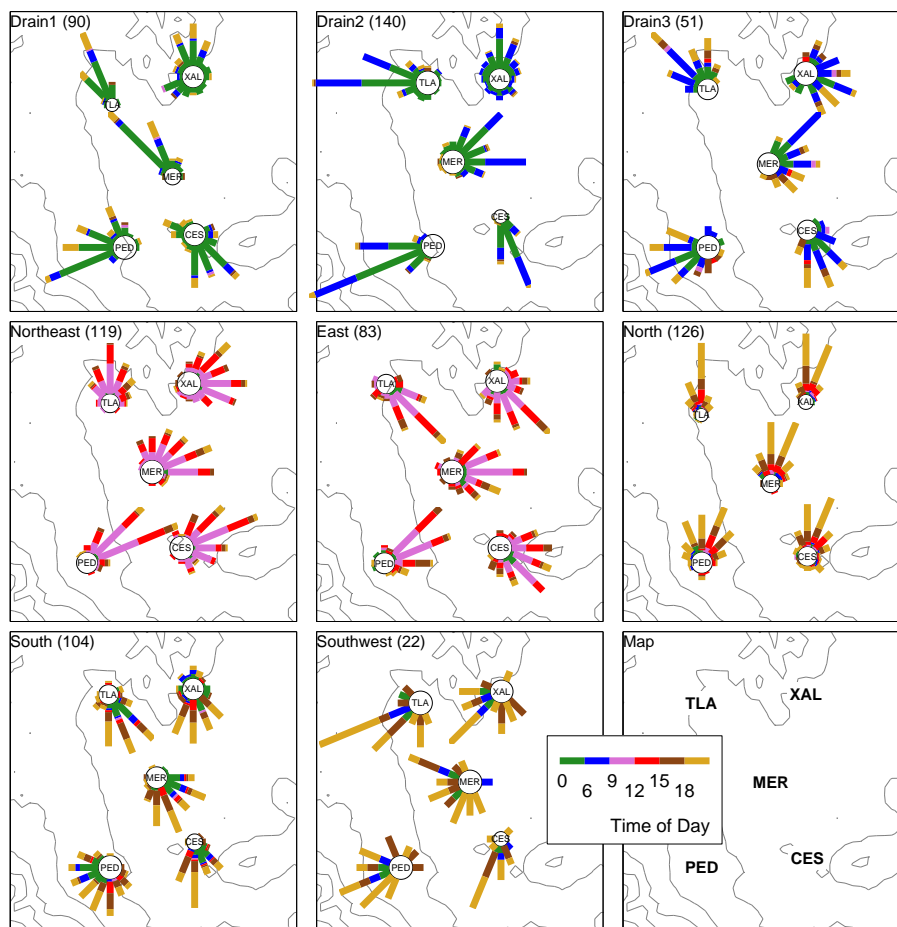 Drain1 (90)
TLA
XAL
MER
PED
CES
Drain2 (140)
TLA
XAL
MER
CES
PED
Drain3 (51)
TLA
XAL
MER
PED
CES
Northeast (119)
TLA
XAL
MER
PED
CES
East (83)
TLA
XAL
MER
PED
CES
North (126)
TLA
XAL
MER
PED
CES
South (104)
TLA
XAL
MER
CES
PED
Southwest (22)
TLA
XAL
MER
CES
PED
Map
TLA
XAL
MER
PED
CES
0 6 9 12 15 18
Time of Day